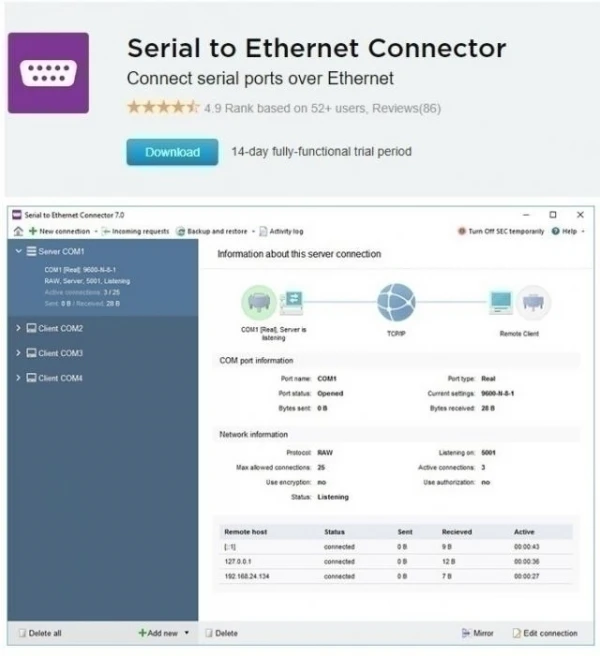 Serial to Ethernet Connector
Connect serial ports over Ethernet
4.9 Rank based on 52+ users, Reviews(86)
Download 14-day fully-functional trial period
Serial to Ethernet Connector 7.0
New connection Incoming requests Backup and restore Activity log Turn Off SEC temporarily Help
Server COM1
COM1 [Real]: 9600-N-8-1
RAW, Server, 5001, Listening
Active connections: 3 / 25
Sent: 0 B / Received: 28 B
Client COM2
Client COM3
Client COM4
Information about this server connection
COM1 [Real], Server is
listening
TCP/IP
Remote Client
COM port information
Port name: COM1 Port type: Real
Port status: Opened Current settings: 9600-N-8-1
Bytes sent: 0 B Bytes received: 28 B
Network information
Protocol: RAW Listening on: 5001
Max allowed connections: 25 Active connections: 3
Use encryption: no Use authorization: no
Status: Listening
Remote host Status Sent Recieved Active
[::1] connected 0 B 9 B 00:00:43
127.0.0.1 connected 0 B 12 B 00:00:36
192.168.24.134 connected 0 B 7 B 00:00:27
Delete all Add new Delete Mirror Edit connection